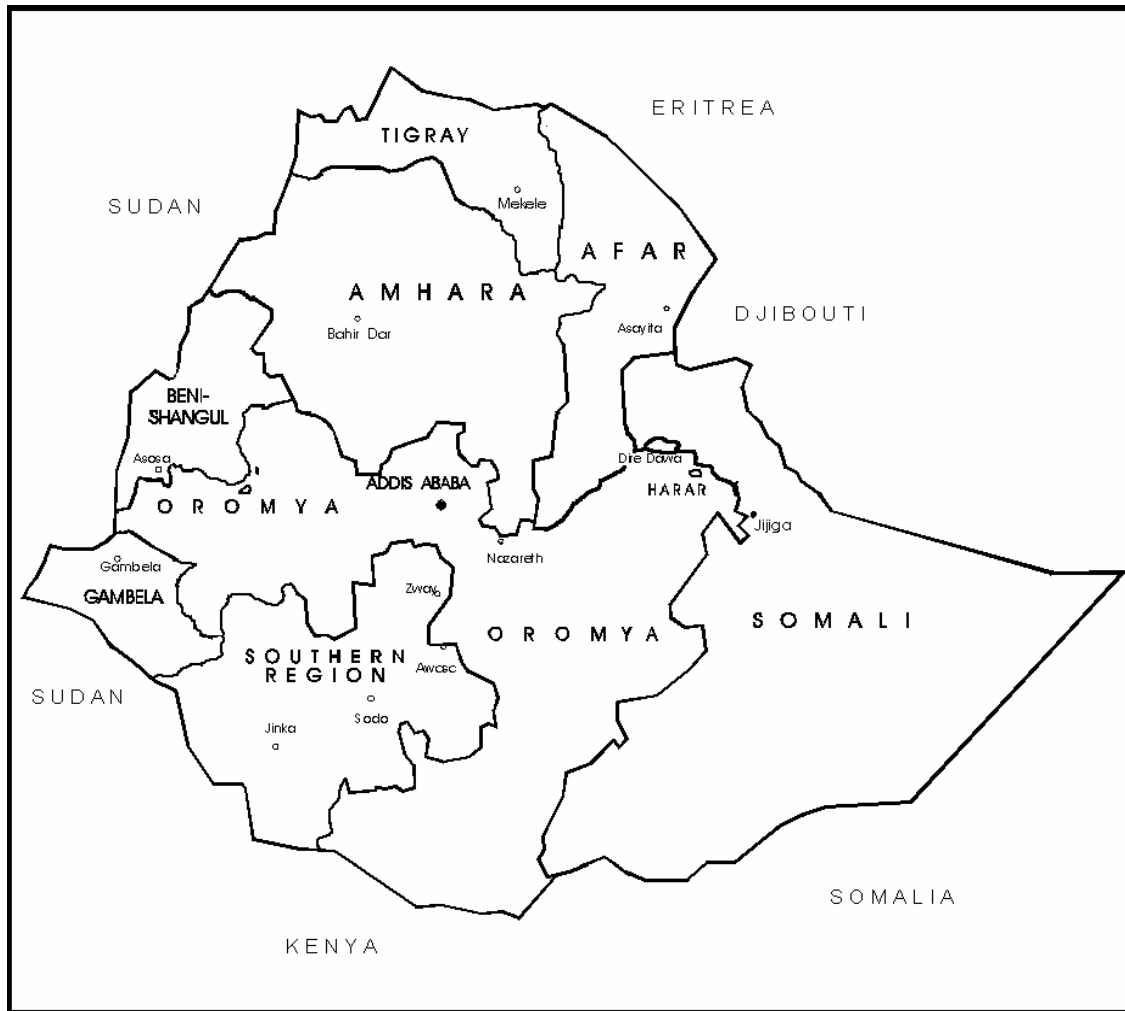 ERITREA
TIGRAY
SUDAN
Mekele
AFAR
AMHARA
Asayita
DJIBOUTI
Bahir Dar
BENI-
SHANGUL
Asosa
Dire Dawa
ADDIS ABABA
HARAR
OROMYA
Jijiga
Nazareth
Gambela
GAMBELA
Zway
SOMALI
OROMYA
SOUTHERN
REGION
Awasc
SUDAN
Sodo
Jinka
SOMALIA
KENYA